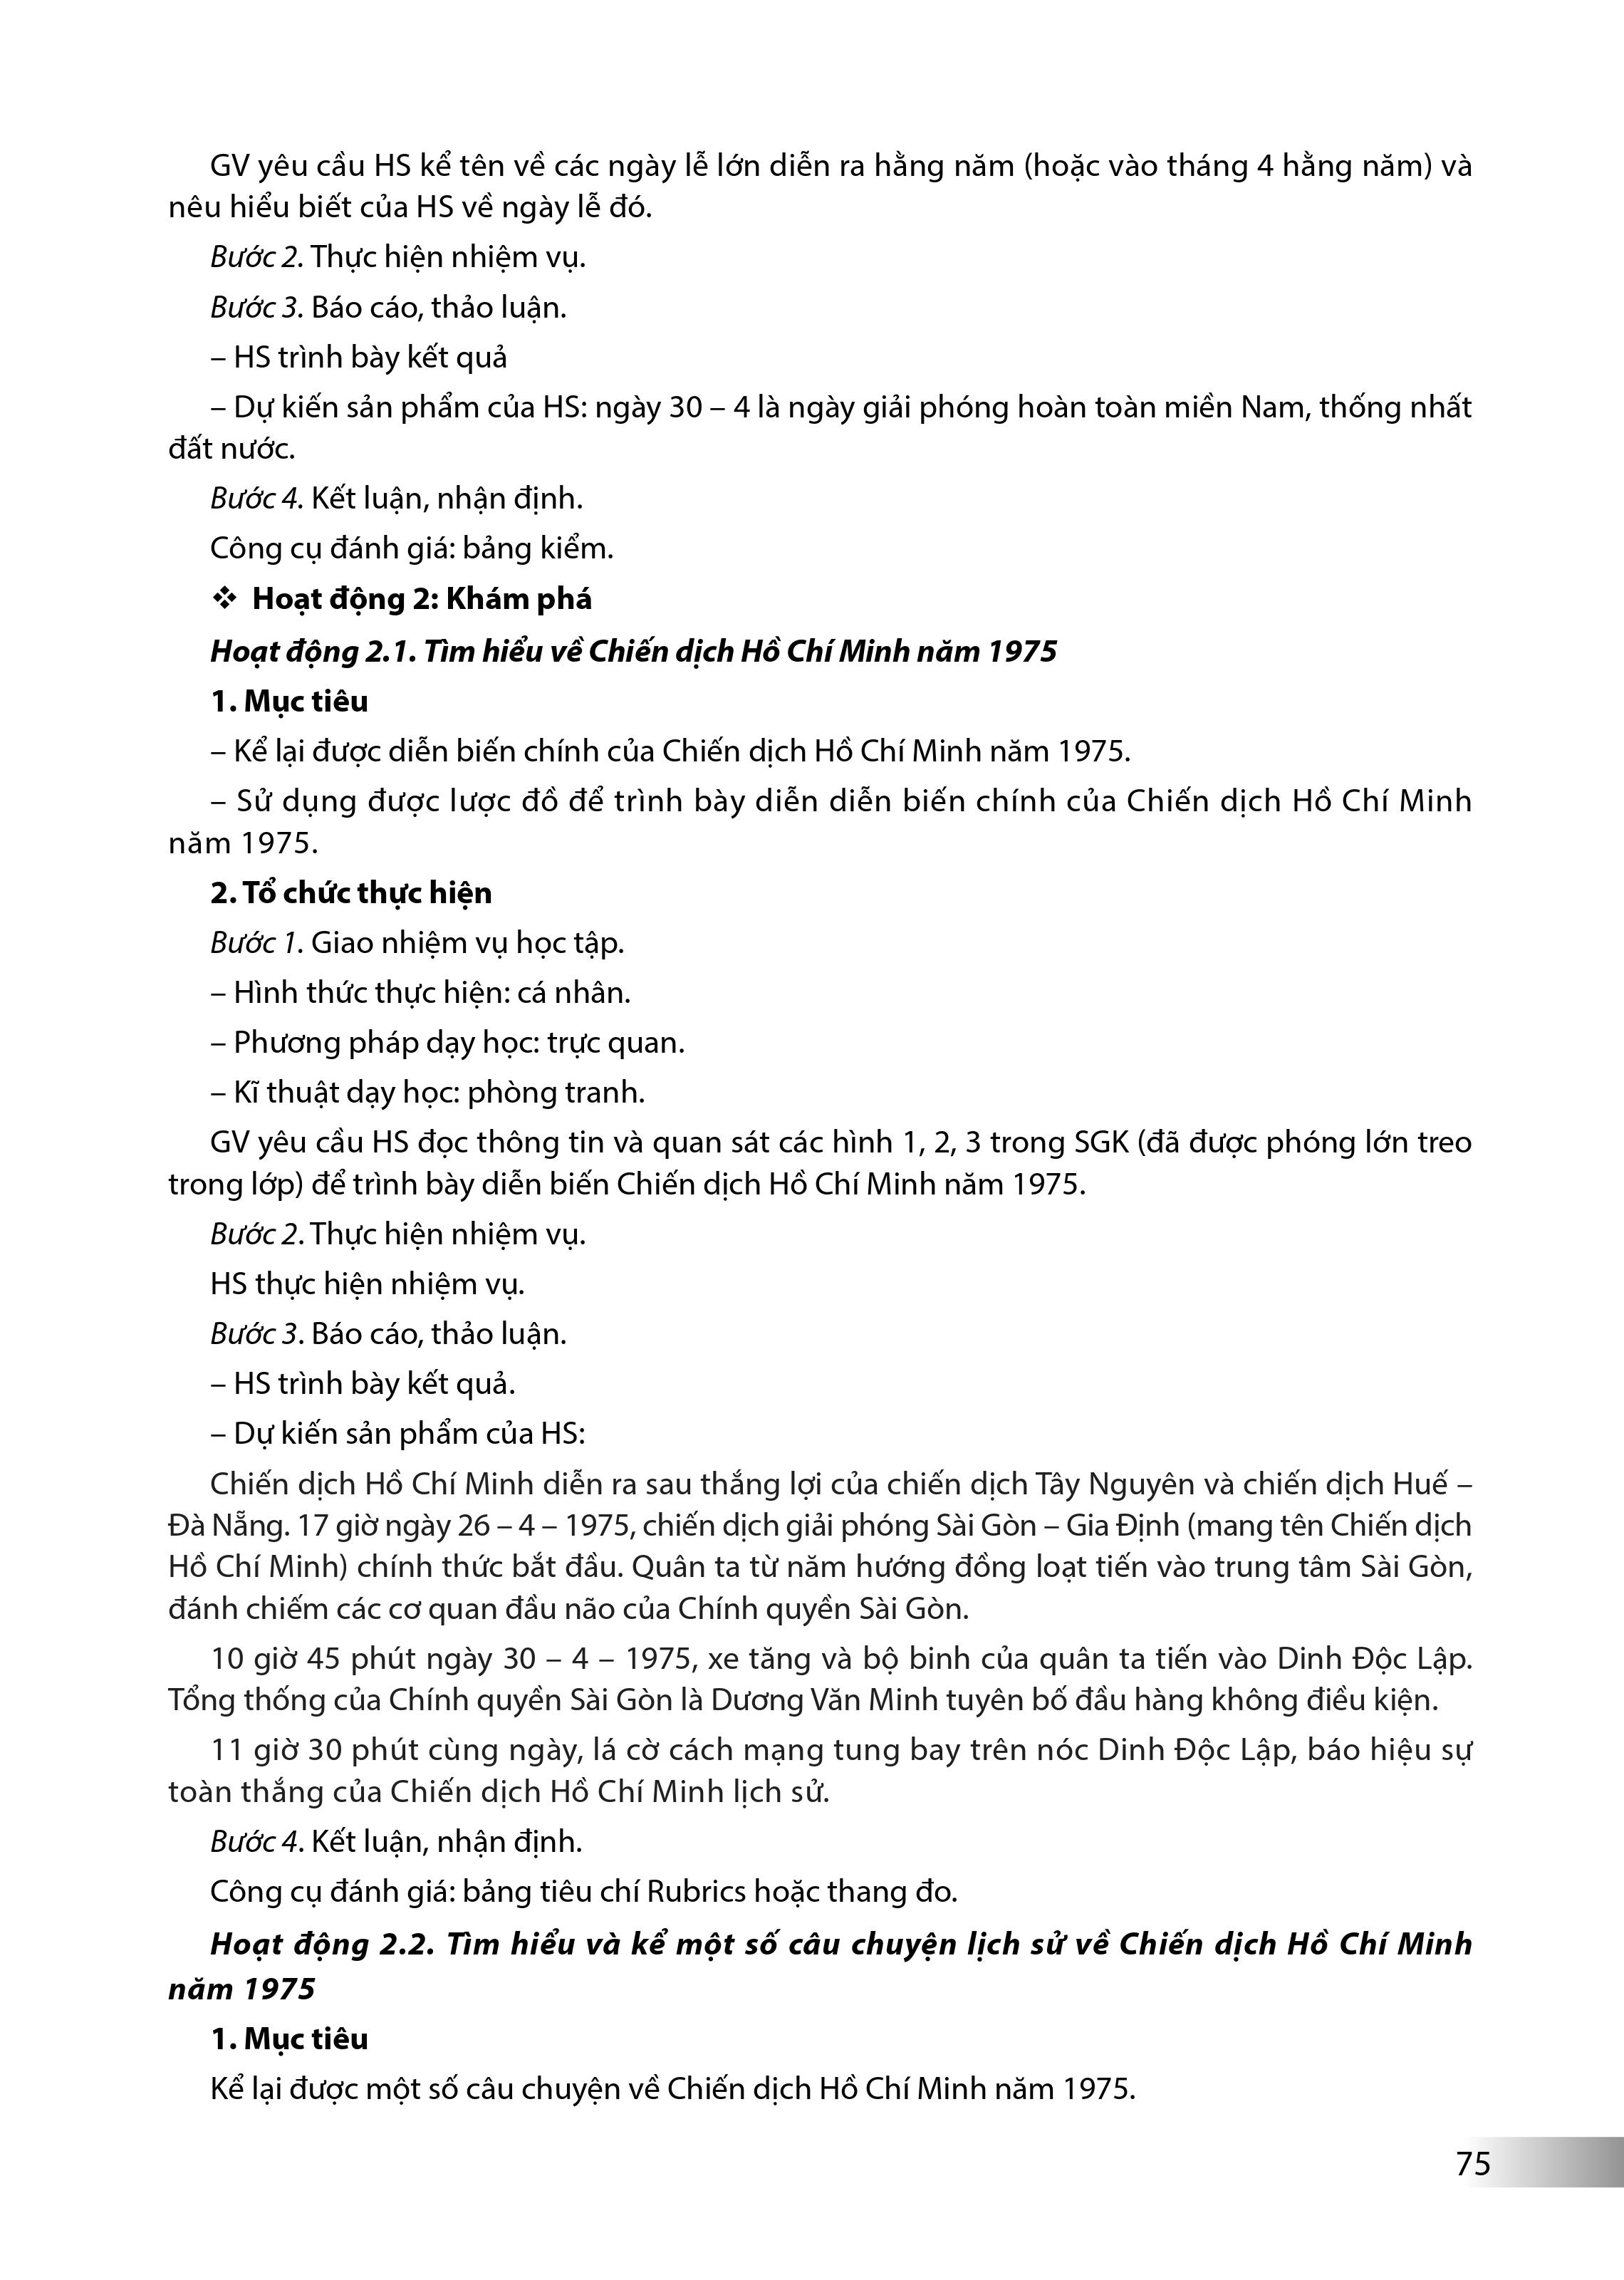 GV yêu cầu HS kể tên về các ngày lễ lớn diễn ra hằng năm (hoặc vào tháng 4 hằng năm) và
nêu hiểu biết của HS về ngày lễ đó.
Bước 2. Thực hiện nhiệm vụ.
Bước 3. Báo cáo, thảo luận.
– HS trình bày kết quả
– Dự kiến sản phẩm của HS: ngày 30 – 4 là ngày giải phóng hoàn toàn miền Nam, thống nhất
đất nước.
Bước 4. Kết luận, nhận định.
Công cụ đánh giá: bảng kiểm.
❖ Hoạt động 2: Khám phá
Hoạt động 2.1. Tìm hiểu về Chiến dịch Hồ Chí Minh năm 1975
1. Mục tiêu
– Kể lại được diễn biến chính của Chiến dịch Hồ Chí Minh năm 1975.
– Sử dụng được lược đồ để trình bày diễn diễn biến chính của Chiến dịch Hồ Chí Minh
năm 1975.
2. Tổ chức thực hiện
Bước 1. Giao nhiệm vụ học tập.
– Hình thức thực hiện: cá nhân.
– Phương pháp dạy học: trực quan.
– Kĩ thuật dạy học: phòng tranh.
GV yêu cầu HS đọc thông tin và quan sát các hình 1, 2, 3 trong SGK (đã được phóng lớn treo
trong lớp) để trình bày diễn biến Chiến dịch Hồ Chí Minh năm 1975.
Bước 2. Thực hiện nhiệm vụ.
HS thực hiện nhiệm vụ.
Bước 3. Báo cáo, thảo luận.
– HS trình bày kết quả.
– Dự kiến sản phẩm của HS:
Chiến dịch Hồ Chí Minh diễn ra sau thắng lợi của chiến dịch Tây Nguyên và chiến dịch Huế –
Đà Nẵng. 17 giờ ngày 26 – 4 – 1975, chiến dịch giải phóng Sài Gòn – Gia Định (mang tên Chiến dịch
Hồ Chí Minh) chính thức bắt đầu. Quân ta từ năm hướng đồng loạt tiến vào trung tâm Sài Gòn,
đánh chiếm các cơ quan đầu não của Chính quyền Sài Gòn.
10 giờ 45 phút ngày 30 – 4 – 1975, xe tăng và bộ binh của quân ta tiến vào Dinh Độc Lập.
Tổng thống của Chính quyền Sài Gòn là Dương Văn Minh tuyên bố đầu hàng không điều kiện.
11 giờ 30 phút cùng ngày, lá cờ cách mạng tung bay trên nóc Dinh Độc Lập, báo hiệu sự
toàn thắng của Chiến dịch Hồ Chí Minh lịch sử.
Bước 4. Kết luận, nhận định.
Công cụ đánh giá: bảng tiêu chí Rubrics hoặc thang đo.
Hoạt động 2.2. Tìm hiểu và kể một số câu chuyện lịch sử về Chiến dịch Hồ Chí Minh
năm 1975
1. Mục tiêu
Kể lại được một số câu chuyện về Chiến dịch Hồ Chí Minh năm 1975.
75